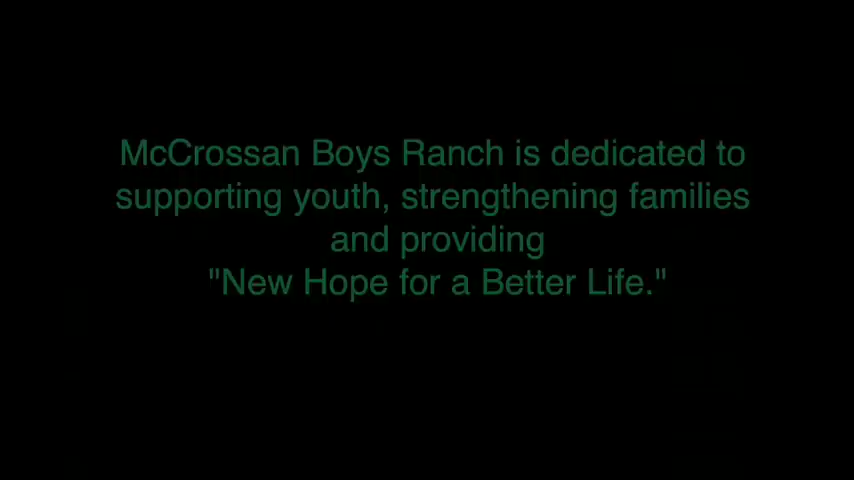 McCrossan Boys Ranch is dedicated to
supporting youth, strengthening families
and providing
"New Hope for a Better Life."